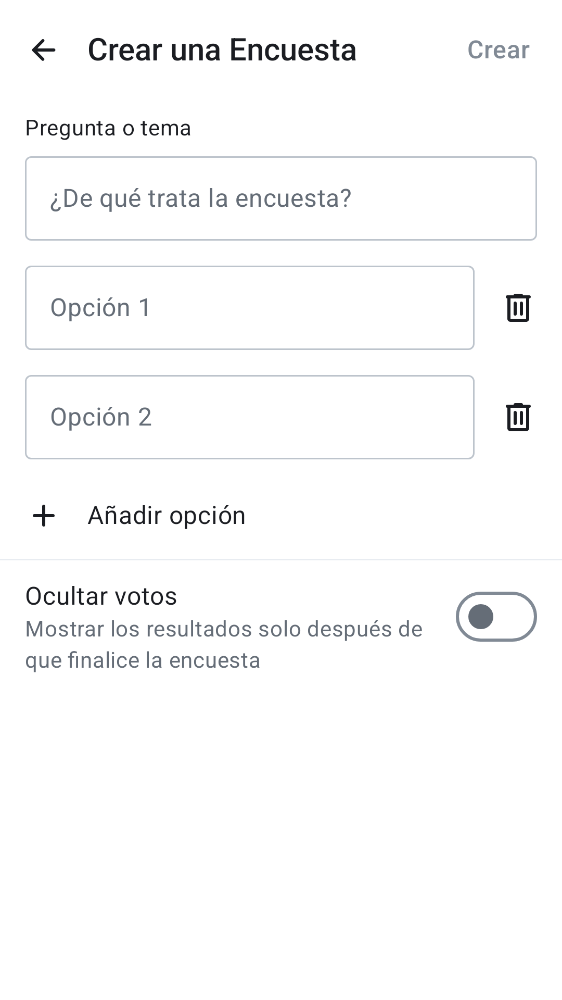 Crear una Encuesta
Crear
Pregunta o tema
¿De qué trata la encuesta?
Opción 1
Opción 2
Añadir opción
Ocultar votos
Mostrar los resultados solo después de
que finalice la encuesta